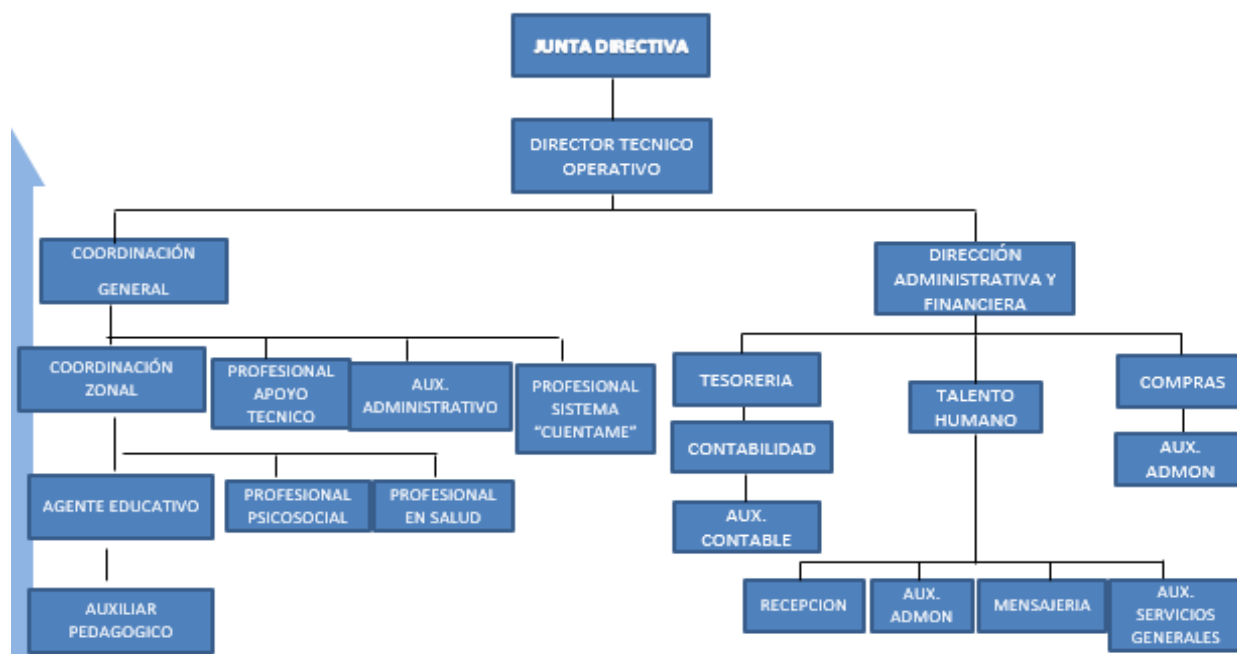 JUNTA DIRECTIVA
DIRECTOR TECNICO
OPERATIVO
COORDINACIÓN
GENERAL
DIRECCIÓN
ADMINISTRATIVA Y
FINANCIERA
COORDINACIÓN
ZONAL
PROFESIONAL
APOYO
TECNICO
AUX.
ADMINISTRATIVO
PROFESIONAL
SISTEMA
“CUENTAME”
TESORERIA
TALENTO
HUMANO
COMPRAS
CONTABILIDAD
AUX.
ADMON
AGENTE EDUCATIVO
PROFESIONAL
PSICOSOCIAL
PROFESIONAL
EN SALUD
AUX.
CONTABLE
AUXILIAR
PEDAGOGICO
RECEPCION
AUX.
ADMON
MENSAJERIA
AUX.
SERVICIOS
GENERALES